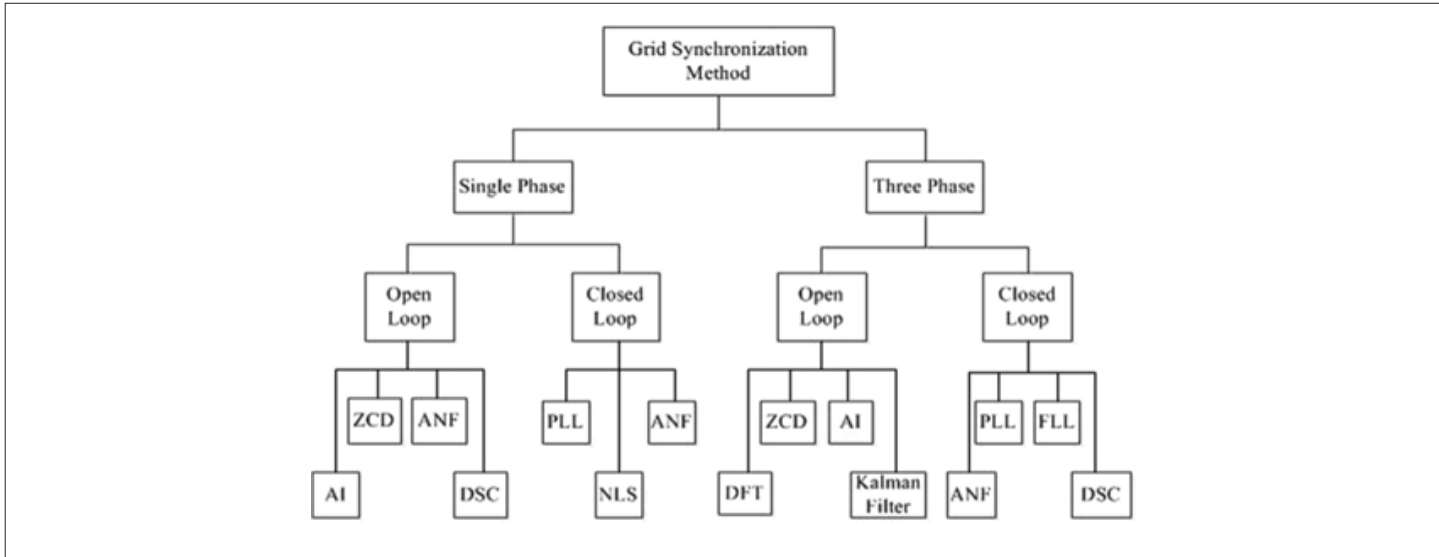 Grid Synchronization
Method
Single Phase
Three Phase
Open
Loop
Closed
Loop
Open
Loop
Closed
Loop
ZCD
ANF
PLL
ANF
ZCD
AI
PLL
FLL
AI
DSC
NLS
DFT
Kalman
Filter
ANF
DSC